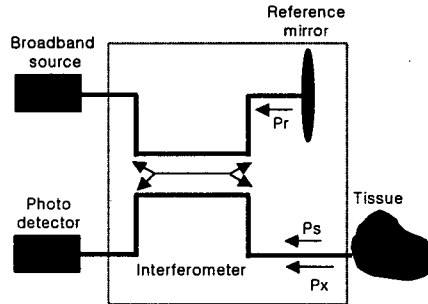 Reference
mirror
Broadband
source
Pr
Photo
detector
Tissue
Ps
Interferometer
Px